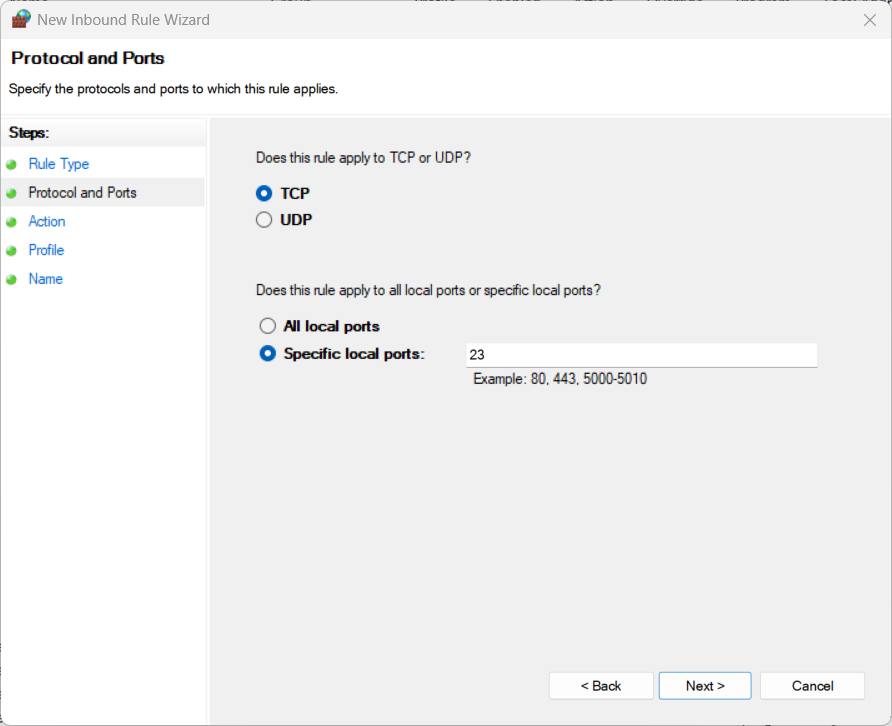 New Inbound Rule Wizard
Protocol and Ports
Specify the protocols and ports to which this rule applies.
Steps:
Rule Type
Protocol and Ports
Action
Profile
Name
Does this rule apply to TCP or UDP?
TCP
UDP
Does this rule apply to all local ports or specific local ports?
All local ports
Specific local ports: 23
Example: 80, 443, 5000-5010
< Back Next > Cancel